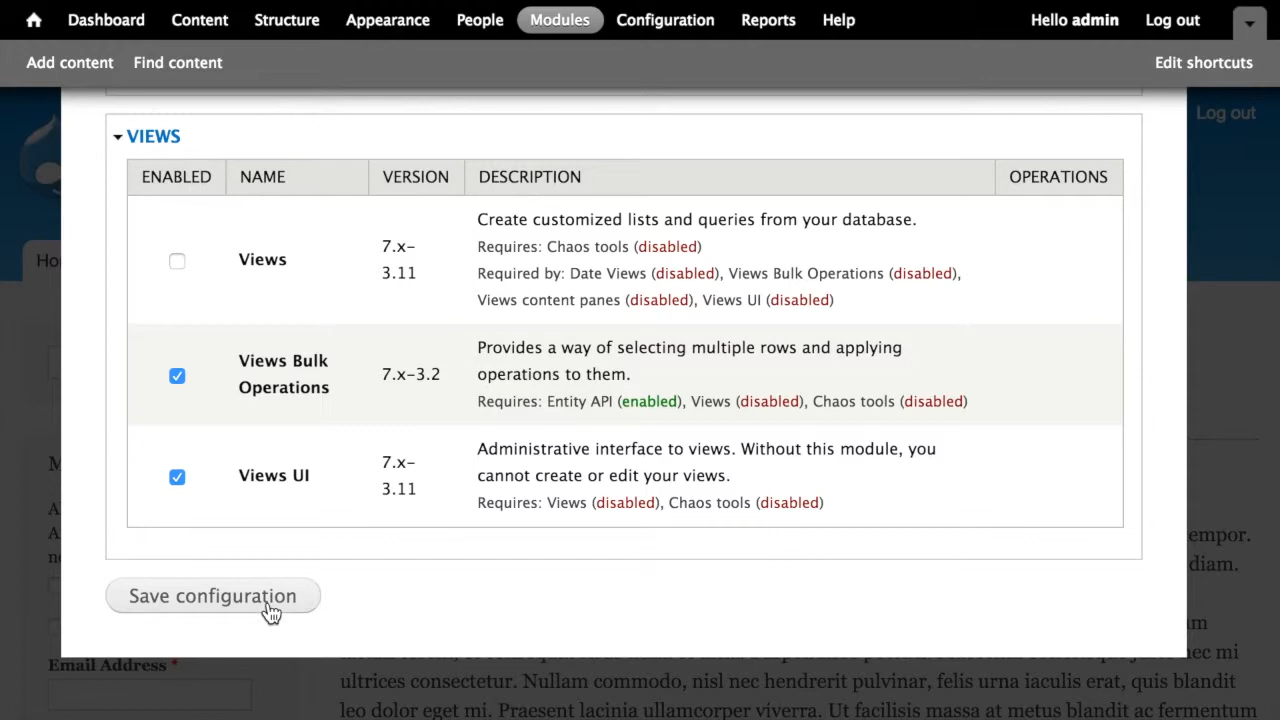 Dashboard Content Structure Appearance People Modules Configuration Reports Help Hello admin Log out
Add content Find content Edit shortcuts
Log out
VIEWS
ENABLED NAME VERSION DESCRIPTION OPERATIONS
Views
7.x-
3.11
Create customized lists and queries from your database.
Requires: Chaos tools (disabled)
Required by: Date Views (disabled), Views Bulk Operations (disabled),
Views content panes (disabled), Views UI (disabled)
Views Bulk
Operations
7.x-3.2
Provides a way of selecting multiple rows and applying
operations to them.
Requires: Entity API (enabled), Views (disabled), Chaos tools (disabled)
Views UI
7.x-
3.11
Administrative interface to views. Without this module, you
cannot create or edit your views.
Requires: Views (disabled), Chaos tools (disabled)
Save configuration
empor.
diam.
Email Address *
nec mi
ultrices consectetur. Nullam commodo, nisl nec hendrerit pulvinar, felis urna iaculis erat, quis blandit
leo dolor eget mi. Praesent lacinia ullamcorper viverra. Ut facilisis massa at metus blandit ac fermentum